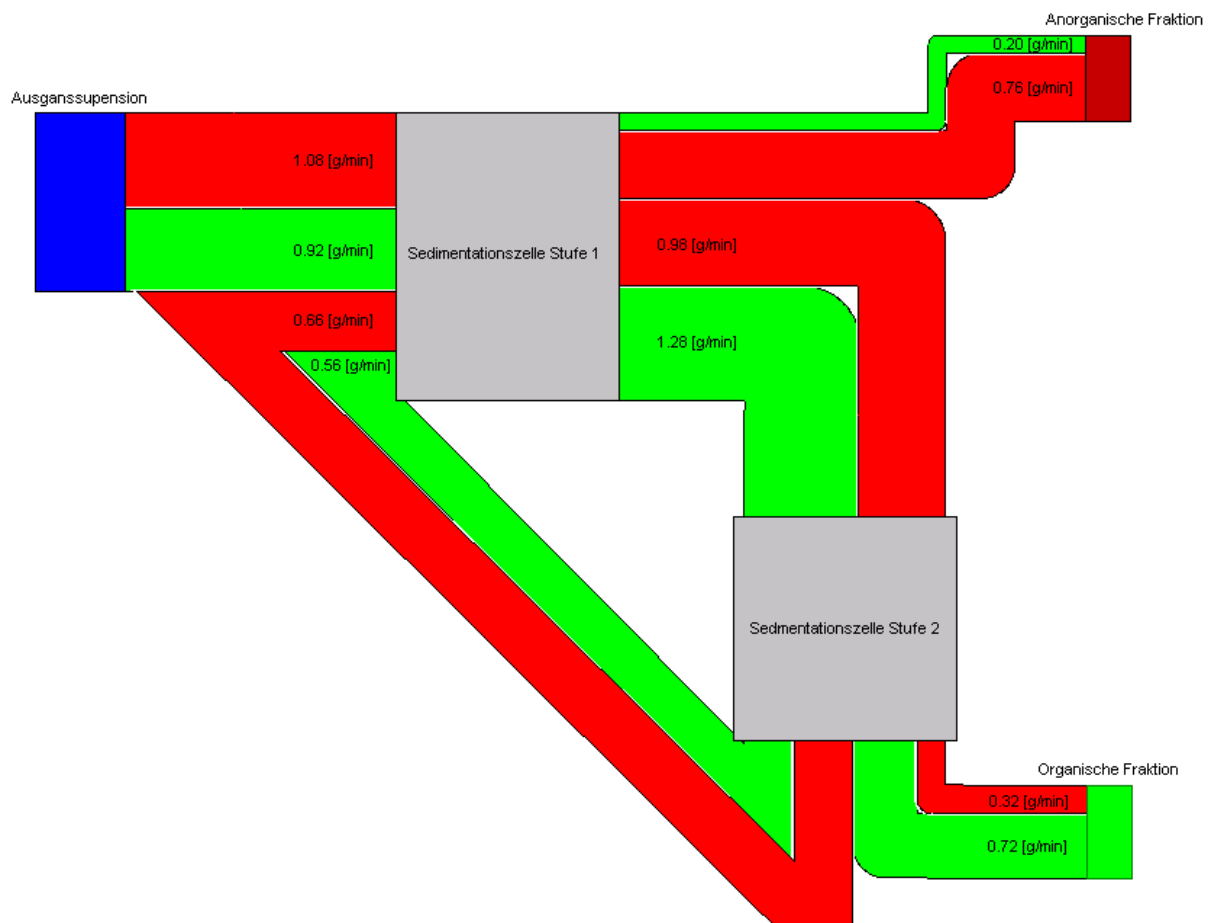 Anorganische Fraktion
0.20 [g/min]
0.76 [g/min]
Ausganssupension
1.08 [g/min]
0.92 [g/min]
Sedimentationszelle Stufe 1
0.98 [g/min]
0.66 [g/min]
1.28 [g/min]
0.56 [g/min]
Sedmentationszelle Stufe 2
Organische Fraktion
0.32 [g/min]
0.72 [g/min]